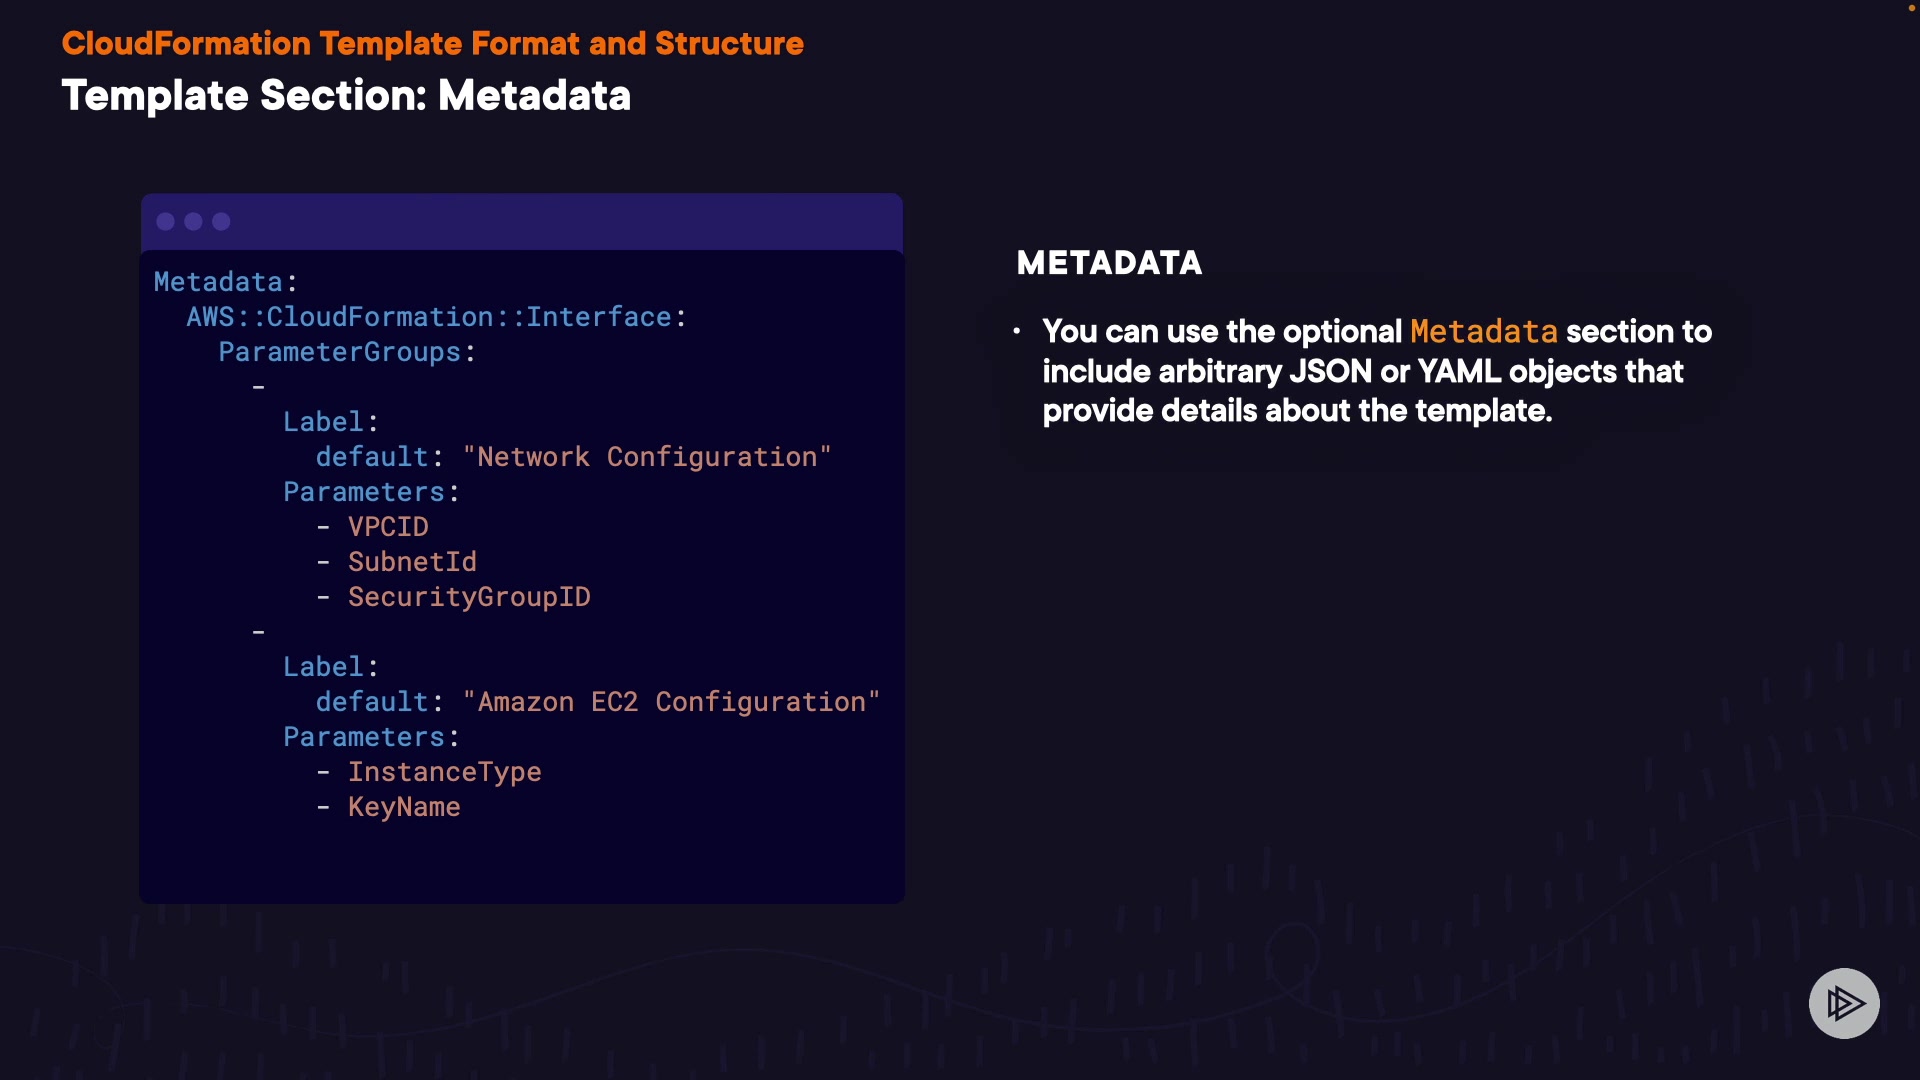 CloudFormation Template Format and Structure
Template Section: Metadata
Metadata:
  AWS::CloudFormation::Interface:
    ParameterGroups:
      -
        Label:
          default: "Network Configuration"
        Parameters:
          - VPCID
          - SubnetId
          - SecurityGroupID
      -
        Label:
          default: "Amazon EC2 Configuration"
        Parameters:
          - InstanceType
          - KeyName
METADATA
• You can use the optional Metadata section to
include arbitrary JSON or YAML objects that
provide details about the template.